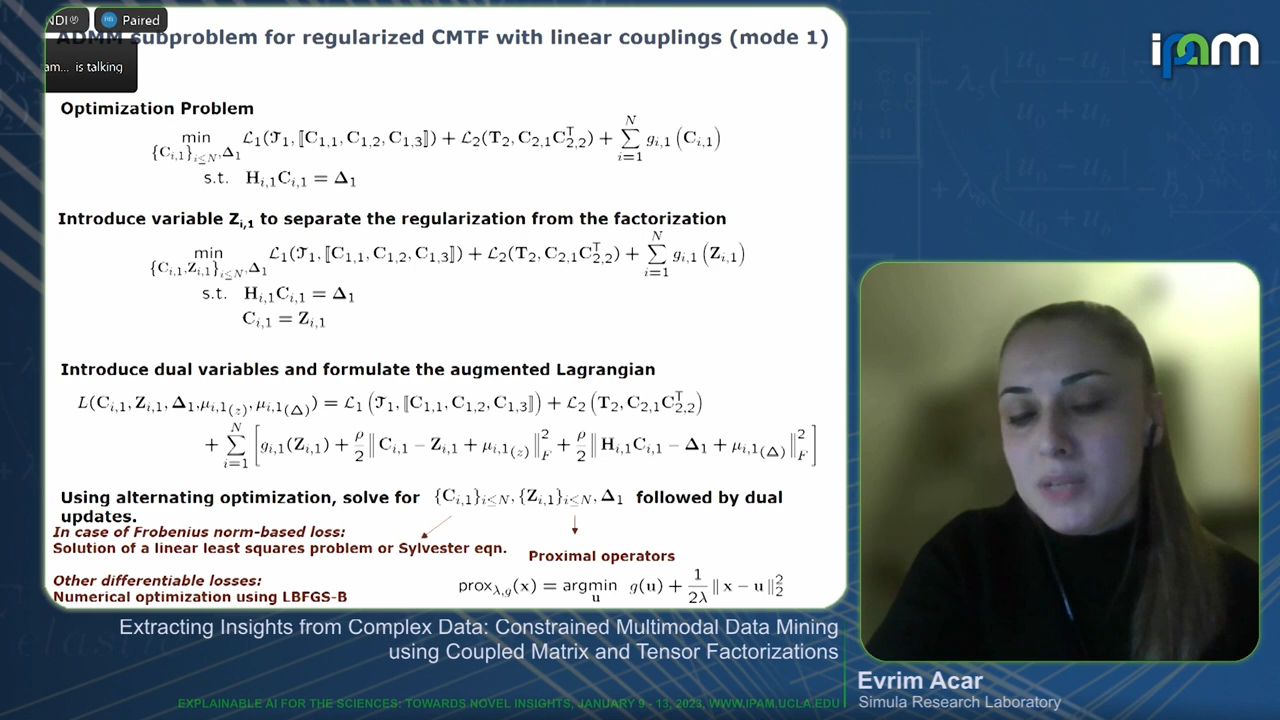 NDI
Paired
ADMM subproblem for regularized CMTF with linear couplings (mode 1)
am... is talking
ipam
Optimization Problem
min_{{C_{i,1}}_{i≤N},Δ_1} L_1(T_1, ⟦C_{1,1}, C_{1,2}, C_{1,3}⟧) + L_2(T_2, C_{2,1}C_{2,2}^T) + ∑_{i=1}^{N} g_{i,1}(C_{i,1})
s.t. H_{i,1}C_{i,1} = Δ_1
Introduce variable Z_{i,1} to separate the regularization from the factorization
min_{{C_{i,1},Z_{i,1}}_{i≤N},Δ_1} L_1(T_1, ⟦C_{1,1}, C_{1,2}, C_{1,3}⟧) + L_2(T_2, C_{2,1}C_{2,2}^T) + ∑_{i=1}^{N} g_{i,1}(Z_{i,1})
s.t. H_{i,1}C_{i,1} = Δ_1
C_{i,1} = Z_{i,1}
Introduce dual variables and formulate the augmented Lagrangian
L(C_{i,1}, Z_{i,1}, Δ_1, μ_{i,1(z)}, μ_{i,1(Δ)}) = L_1(T_1, ⟦C_{1,1}, C_{1,2}, C_{1,3}⟧) + L_2(T_2, C_{2,1}C_{2,2}^T)
+ ∑_{i=1}^{N} [g_{i,1}(Z_{i,1}) + ρ/2 ‖C_{i,1} − Z_{i,1} + μ_{i,1(z)}‖_F^2 + ρ/2 ‖H_{i,1}C_{i,1} − Δ_1 + μ_{i,1(Δ)}‖_F^2]
Using alternating optimization, solve for {C_{i,1}}_{i≤N}, {Z_{i,1}}_{i≤N}, Δ_1 followed by dual
updates.
In case of Frobenius norm-based loss:
Solution of a linear least squares problem or Sylvester eqn.
Proximal operators
Other differentiable losses:
Numerical optimization using LBFGS-B
prox_{λ,g}(x) = argmin_u g(u) + 1/(2λ) ‖x − u‖_2^2
Extracting Insights from Complex Data: Constrained Multimodal Data Mining
using Coupled Matrix and Tensor Factorizations
Evrim Acar
Simula Research Laboratory
EXPLAINABLE AI FOR THE SCIENCES: TOWARDS NOVEL INSIGHTS, JANUARY 9 - 13, 2023, WWW.IPAM.UCLA.EDU